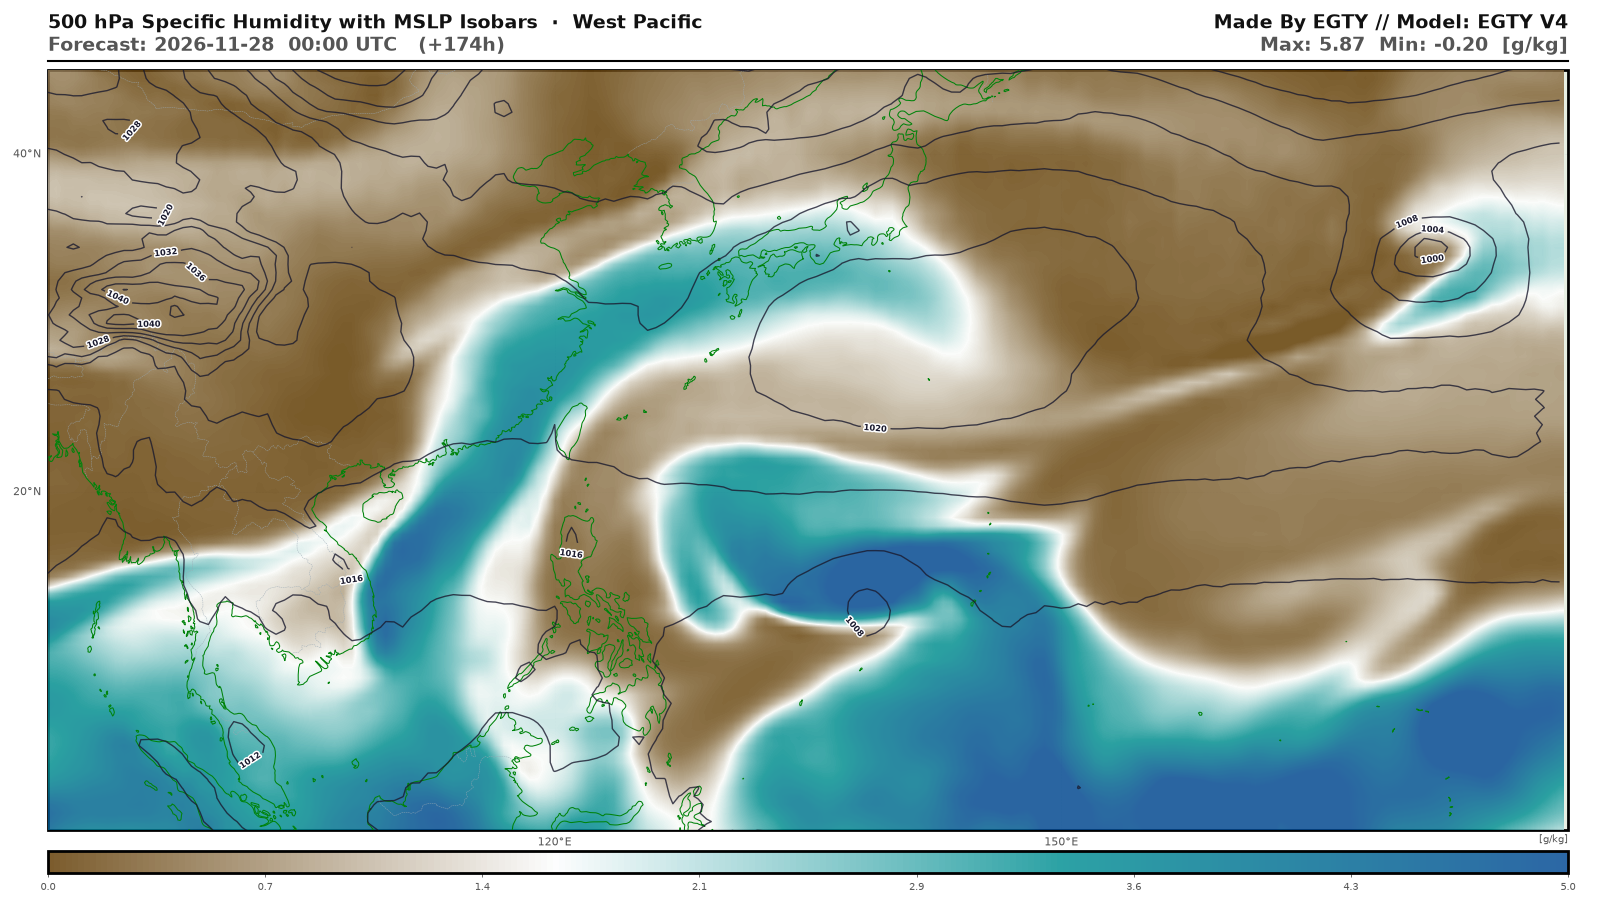 500 hPa Specific Humidity with MSLP Isobars · West Pacific
Made By EGTY // Model: EGTY V4
Forecast: 2026-11-28 00:00 UTC (+174h)
Max: 5.87 Min: -0.20 [g/kg]
1028
40°N
1020
1008
1004
1032
1000
1036
1040
1040
1028
1020
20°N
1016
1016
1008
1012
120°E
150°E
[g/kg]
0.0 0.7 1.4 2.1 2.9 3.6 4.3 5.0